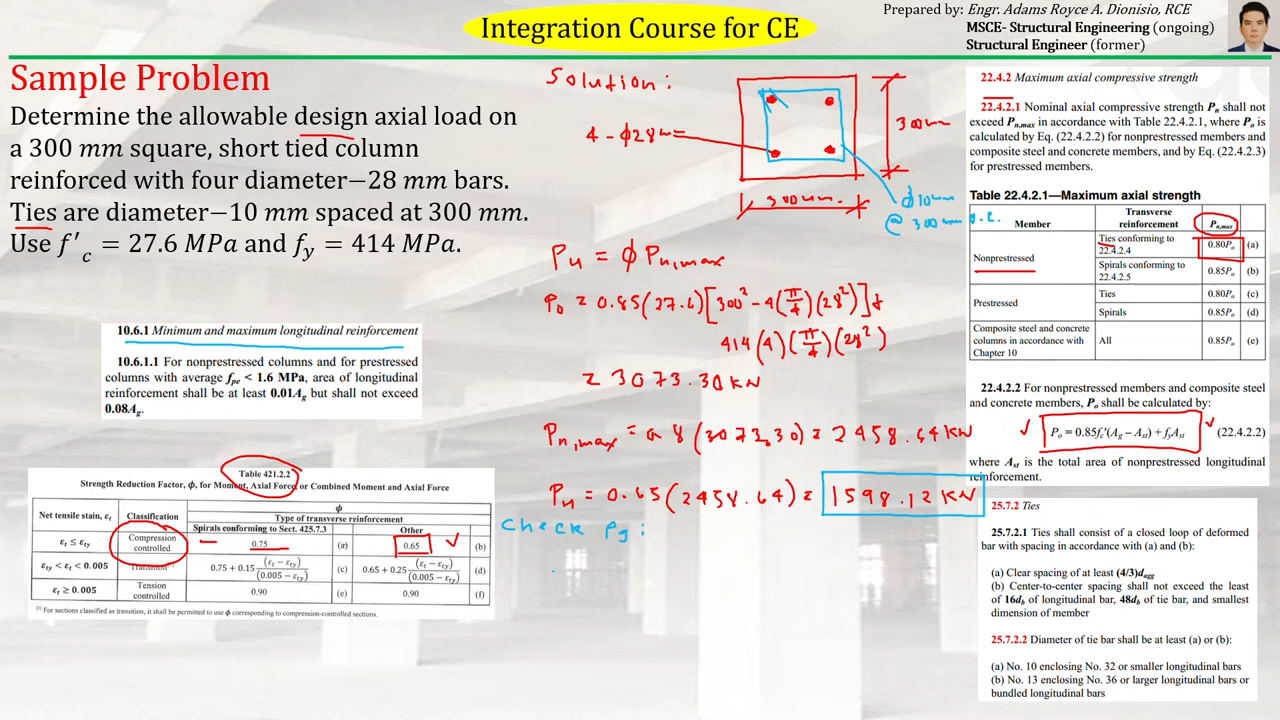 Integration Course for CE
Prepared by: Engr. Adams Royce A. Dionisio, RCE
MSCE- Structural Engineering (ongoing)
Structural Engineer (former)
Sample Problem
Determine the allowable design axial load on
a 300 mm square, short tied column
reinforced with four diameter−28 mm bars.
Ties are diameter−10 mm spaced at 300 mm.
Use f'c = 27.6 MPa and fy = 414 MPa.
10.6.1 Minimum and maximum longitudinal reinforcement
10.6.1.1 For nonprestressed columns and for prestressed
columns with average fpe < 1.6 MPa, area of longitudinal
reinforcement shall be at least 0.01Ag but shall not exceed
0.08Ag.
Table 421.2.2
Strength Reduction Factor, ϕ, for Moment, Axial Force, or Combined Moment and Axial Force
Net tensile stain, εt
Classification
ϕ
Type of transverse reinforcement
Spirals conforming to Sect. 425.7.3
Other
εt ≤ εty
Compression controlled
0.75
(a)
0.65
(b)
εty < εt < 0.005
Transition
0.75 + 0.15 (εt − εty)/(0.005 − εty)
(c)
0.65 + 0.25 (εt − εty)/(0.005 − εty)
(d)
εt ≥ 0.005
Tension controlled
0.90
(e)
0.90
(f)
[1] For sections classified as transition, it shall be permitted to use ϕ corresponding to compression-controlled sections.
Solution:
4 - φ28mm
300mm
300mm
φ10mm
@ 300mm o.c.
Pu = ϕ Pn,max
Po = 0.85(27.6)[300² - 4(π/4)(28²)] +
414(4)(π/4)(28²)
= 3073.30 kN
Pn,max = 0.8(3073.30) = 2458.64 kN
Pu = 0.65(2458.64) = 1598.12 kN
Check ρg:
22.4.2 Maximum axial compressive strength
22.4.2.1 Nominal axial compressive strength Pn shall not
exceed Pn,max in accordance with Table 22.4.2.1, where Po is
calculated by Eq. (22.4.2.2) for nonprestressed members and
composite steel and concrete members, and by Eq. (22.4.2.3)
for prestressed members.
Table 22.4.2.1—Maximum axial strength
Member
Transverse reinforcement
Pn,max
Nonprestressed
Ties conforming to 22.4.2.4
0.80Po
(a)
Spirals conforming to 22.4.2.5
0.85Po
(b)
Prestressed
Ties
0.80Po
(c)
Spirals
0.85Po
(d)
Composite steel and concrete columns in accordance with Chapter 10
All
0.85Po
(e)
22.4.2.2 For nonprestressed members and composite steel
and concrete members, Po shall be calculated by:
Po = 0.85fc'(Ag – Ast) + fyAst (22.4.2.2)
where Ast is the total area of nonprestressed longitudinal
reinforcement.
25.7.2 Ties
25.7.2.1 Ties shall consist of a closed loop of deformed
bar with spacing in accordance with (a) and (b):
(a) Clear spacing of at least (4/3)dagg
(b) Center-to-center spacing shall not exceed the least
of 16db of longitudinal bar, 48db of tie bar, and smallest
dimension of member
25.7.2.2 Diameter of tie bar shall be at least (a) or (b):
(a) No. 10 enclosing No. 32 or smaller longitudinal bars
(b) No. 13 enclosing No. 36 or larger longitudinal bars or
bundled longitudinal bars